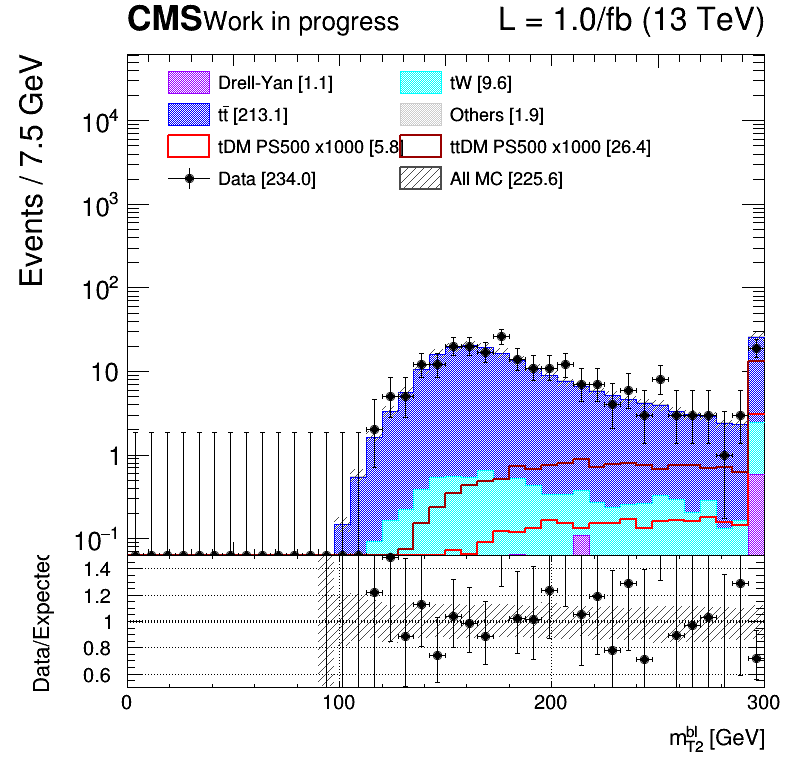 CMS Work in progress L = 1.0/fb (13 TeV)
Events / 7.5 GeV
Drell-Yan [1.1] tW [9.6]
tt̄ [213.1] Others [1.9]
tDM PS500 x1000 [5.8 ttDM PS500 x1000 [26.4]
Data [234.0] All MC [225.6]
10⁴
10³
10²
10
1
10⁻¹
Data/Expected
1.4
1.2
1
0.8
0.6
0 100 200 300
m_{T2}^{bl} [GeV]